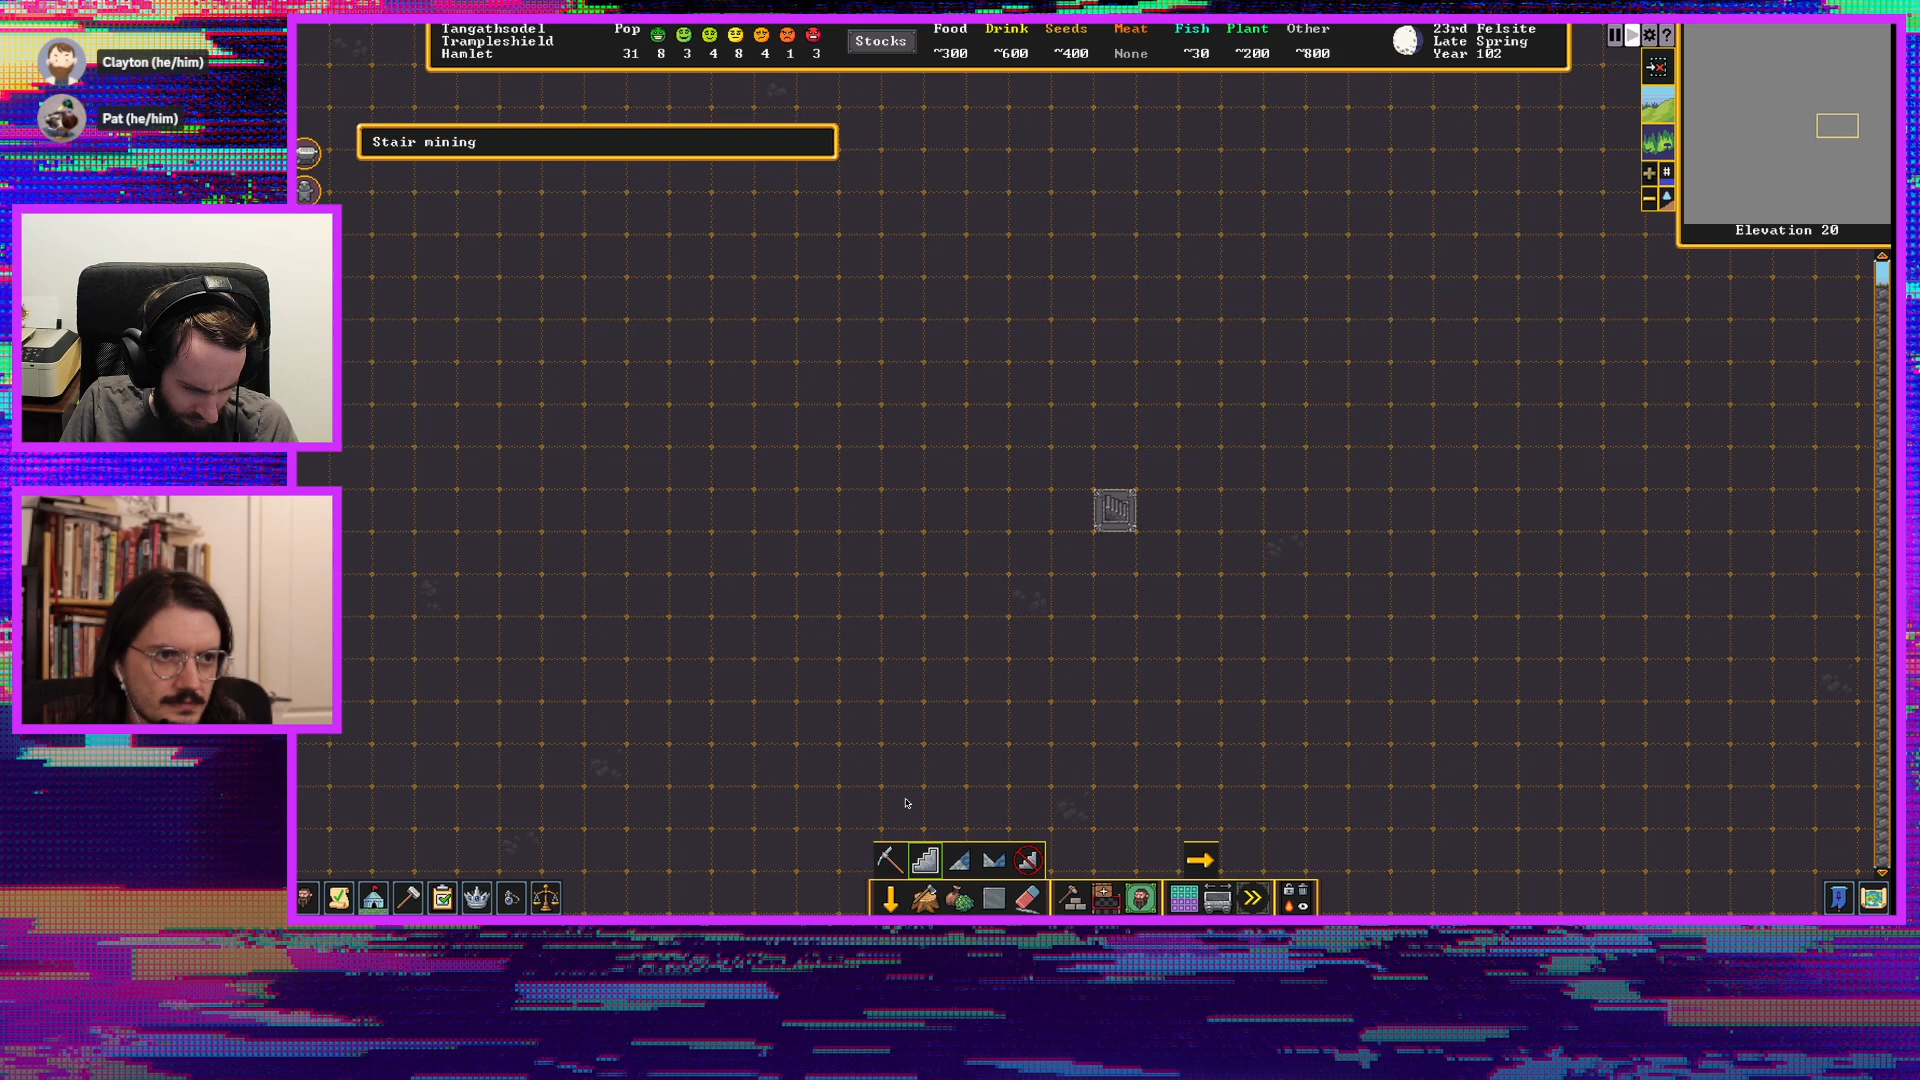 Clayton (he/him)
Pat (he/him)
Tangathsodel
Trampleshield
Hamlet
Pop
31 8 3 4 8 4 1 3
Stocks
Food Drink Seeds Meat Fish Plant Other
~300 ~600 ~400 None ~30 ~200 ~800
23rd Felsite
Late Spring
Year 102
?
Stair mining
#
Elevation 20